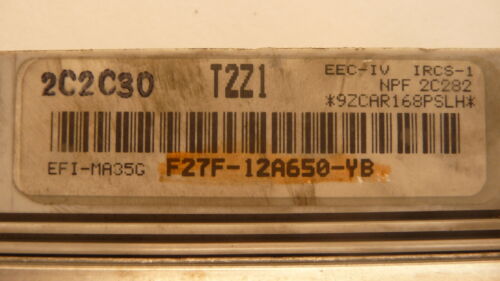 2C2C30 T2Z1 EEC-IV IRCS-1
NPF 2C282
*9ZCAR168PSLH*
EFI-MA35G F27F-12A650-YB